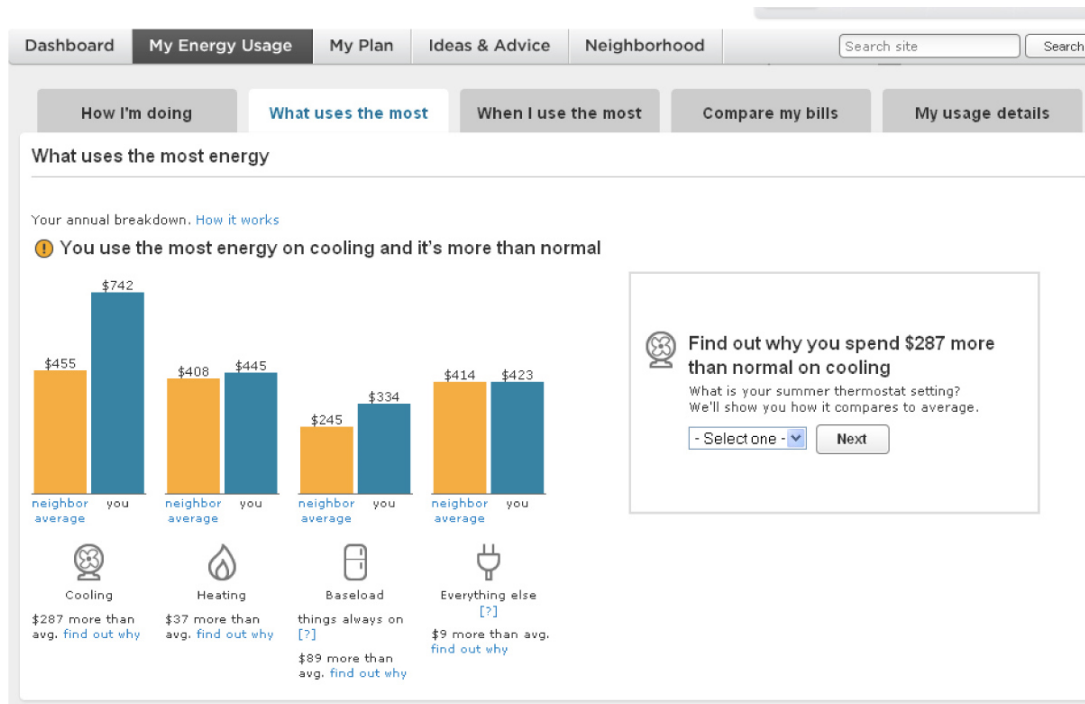 Dashboard My Energy Usage My Plan Ideas & Advice Neighborhood Search site Search
How I'm doing What uses the most When I use the most Compare my bills My usage details
What uses the most energy
Your annual breakdown. How it works
You use the most energy on cooling and it's more than normal
$742
$455
$408 $445
$245 $334
$414 $423
neighbor average you
neighbor average you
neighbor average you
neighbor average you
Cooling
$287 more than
avg. find out why
Heating
$37 more than
avg. find out why
Baseload
things always on
[?]
$89 more than
avg. find out why
Everything else
[?]
$9 more than avg.
find out why
Find out why you spend $287 more
than normal on cooling
What is your summer thermostat setting?
We'll show you how it compares to average.
- Select one - Next